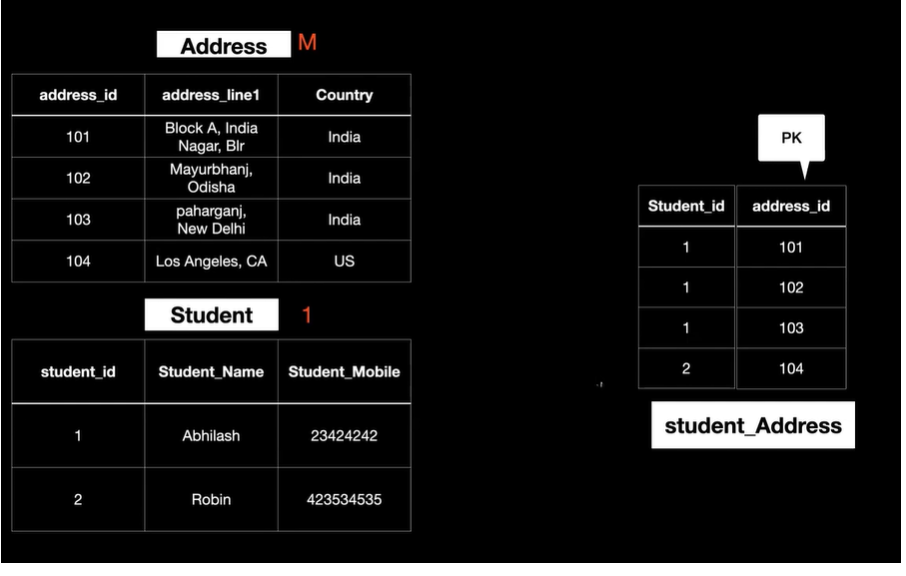 Address M
address_id address_line1 Country
101 Block A, India Nagar, Blr India
102 Mayurbhanj, Odisha India
103 paharganj, New Delhi India
104 Los Angeles, CA US
Student 1
student_id Student_Name Student_Mobile
1 Abhilash 23424242
2 Robin 423534535
PK
Student_id address_id
1 101
1 102
1 103
2 104
student_Address